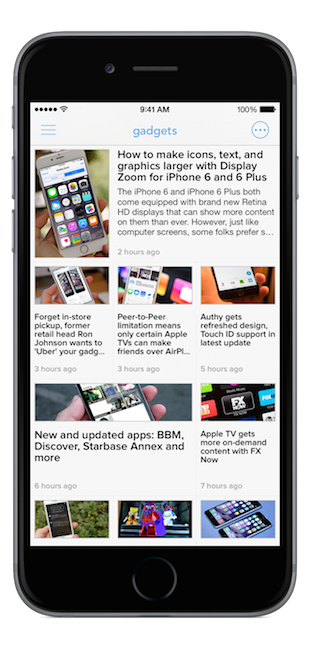 9:41 AM
100%
gadgets
How to make icons, text, and
graphics larger with Display
Zoom for iPhone 6 and 6 Plus
The iPhone 6 and iPhone 6 Plus both
come equipped with brand new Retina
HD displays that can show more content
on them than ever. However, just like
computer screens, some folks prefer s...
2 hours ago
Forget in-store
pickup, former
retail head Ron
Johnson wants to
'Uber' your gadg...
3 hours ago
Peer-to-Peer
limitation means
only certain Apple
TVs can make
friends over AirPl...
3 hours ago
Authy gets
refreshed design,
Touch ID support in
latest update
5 hours ago
New and updated apps: BBM,
Discover, Starbase Annex and
more
6 hours ago
FX
NOW
Apple TV gets
more on-demand
content with FX
Now
7 hours ago